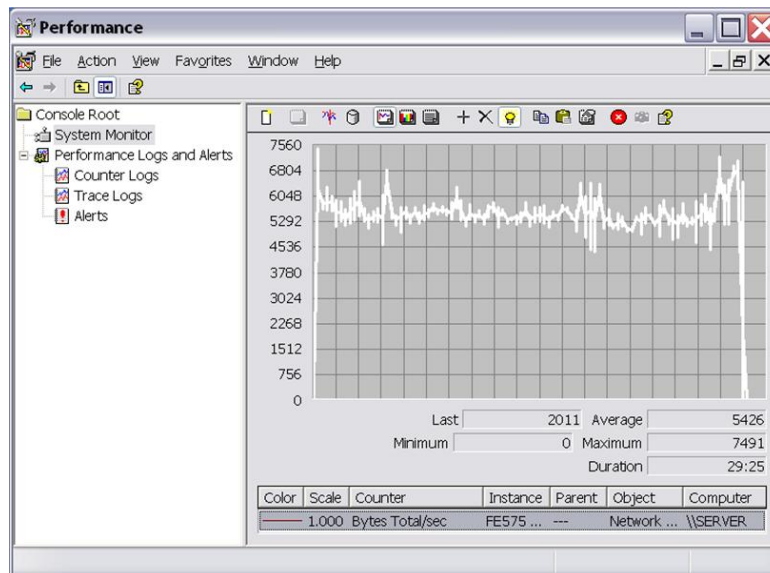 Performance
File Action View Favorites Window Help
Console Root
System Monitor
Performance Logs and Alerts
Counter Logs
Trace Logs
Alerts
7560
6804
6048
5292
4536
3780
3024
2268
1512
756
0
Last 2011 Average 5426
Minimum 0 Maximum 7491
Duration 29:25
Color Scale Counter Instance Parent Object Computer
1.000 Bytes Total/sec FE575 ... --- Network ... \\SERVER